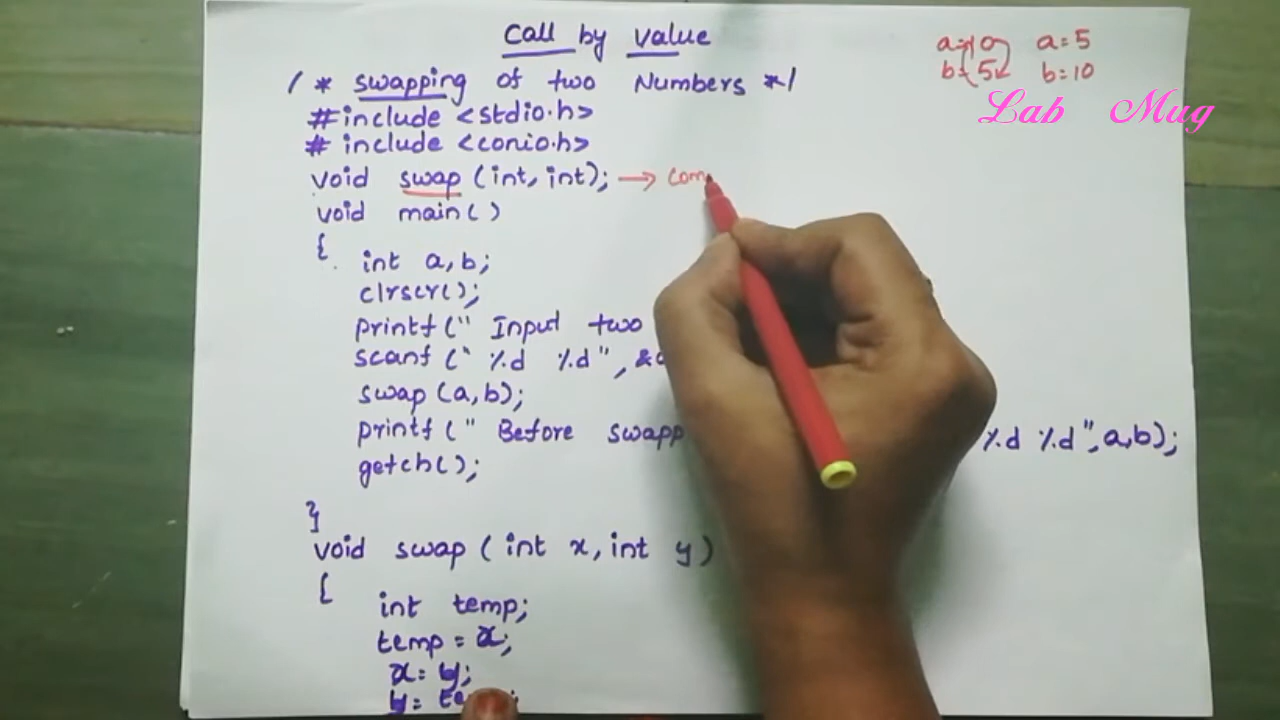 Call by value
a=10 a=5
b=5 b=10
/* swapping of two Numbers */
Lab Mug
#include <stdio.h>
# include <conio.h>
void swap (int, int); → com
void main()
{
int a,b;
clrscr();
printf (" Input two
scanf (" %d %d", &a
swap (a,b);
printf (" Before swapp %d %d",a,b);
getch();
}
void swap ( int x, int y)
{
int temp;
temp = x;
x= y;
y=